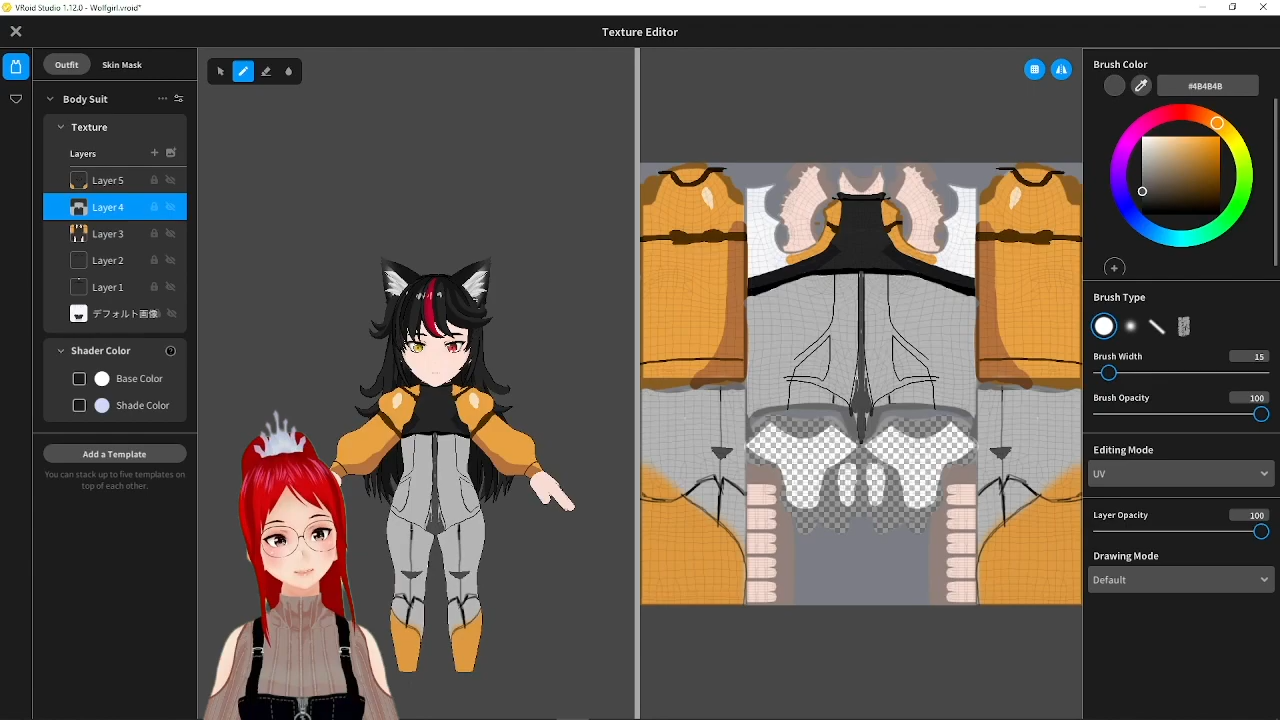 VRoid Studio 1.12.0 - Wolfgirl.vroid*
Texture Editor
Outfit
Skin Mask
Body Suit
Texture
Layers
Layer 5
Layer 4
Layer 3
Layer 2
Layer 1
デフォルト画像
Shader Color
Base Color
Shade Color
Add a Template
You can stack up to five templates on
top of each other.
Brush Color
#4B4B4B
Brush Type
Brush Width
15
Brush Opacity
100
Editing Mode
UV
Layer Opacity
100
Drawing Mode
Default